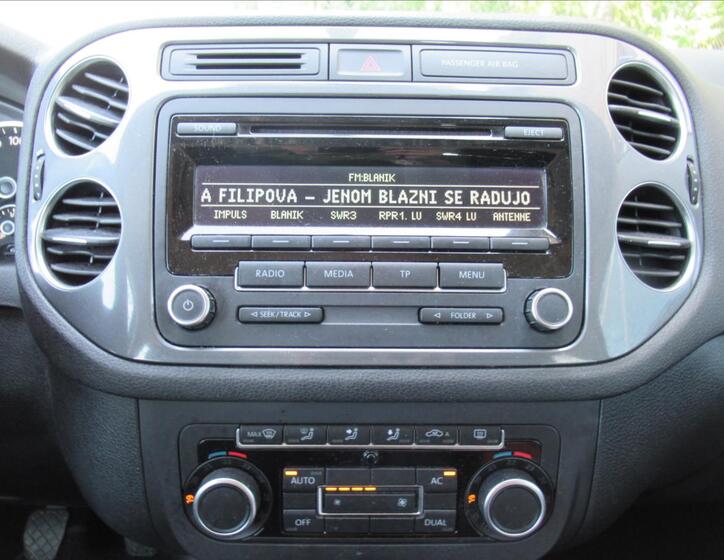 PASSENGER AIR BAG
SOUND EJECT
FM:BLANIK
A FILIPOVA – JENOM BLAZNI SE RADUJO
IMPULS BLANIK SWR3 RPR1. LU SWR4 LU ANTENNE
RADIO MEDIA TP MENU
SEEK/TRACK FOLDER
MAX A
AUTO AC
OFF DUAL